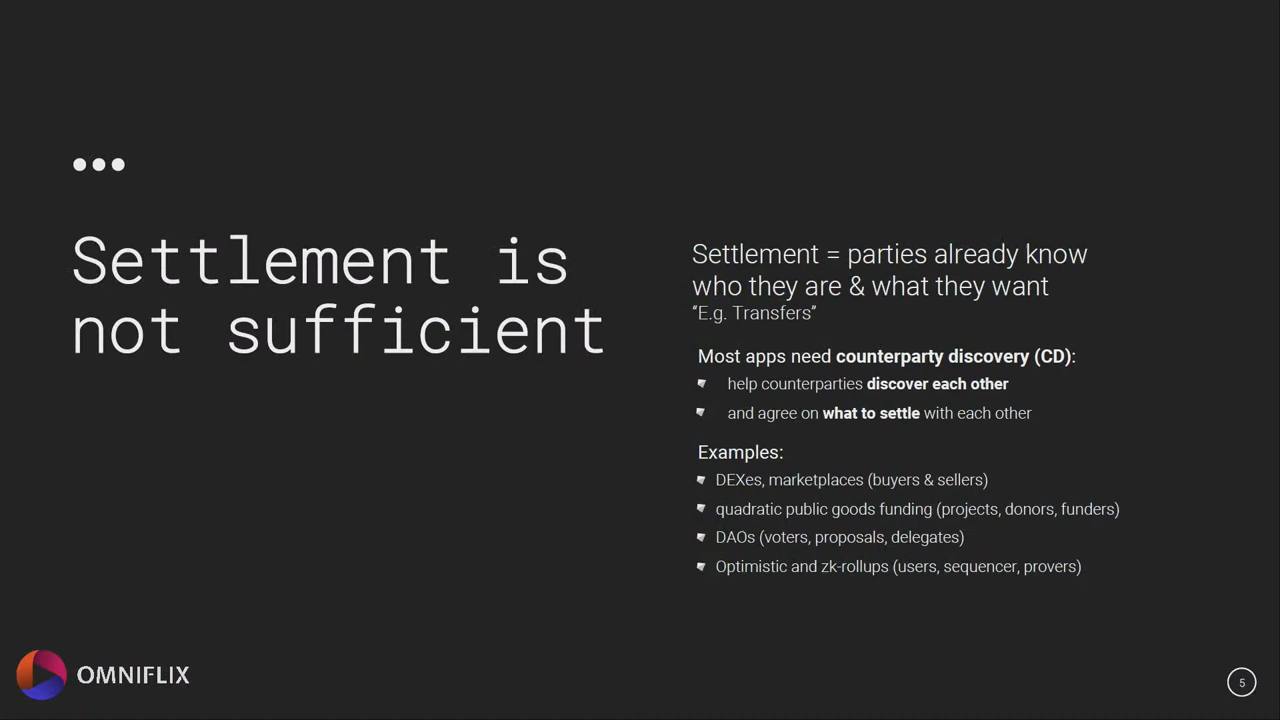 Settlement is
not sufficient
Settlement = parties already know
who they are & what they want
“E.g. Transfers”
Most apps need counterparty discovery (CD):
help counterparties discover each other
and agree on what to settle with each other
Examples:
DEXes, marketplaces (buyers & sellers)
quadratic public goods funding (projects, donors, funders)
DAOs (voters, proposals, delegates)
Optimistic and zk-rollups (users, sequencer, provers)
OMNIFLIX
5